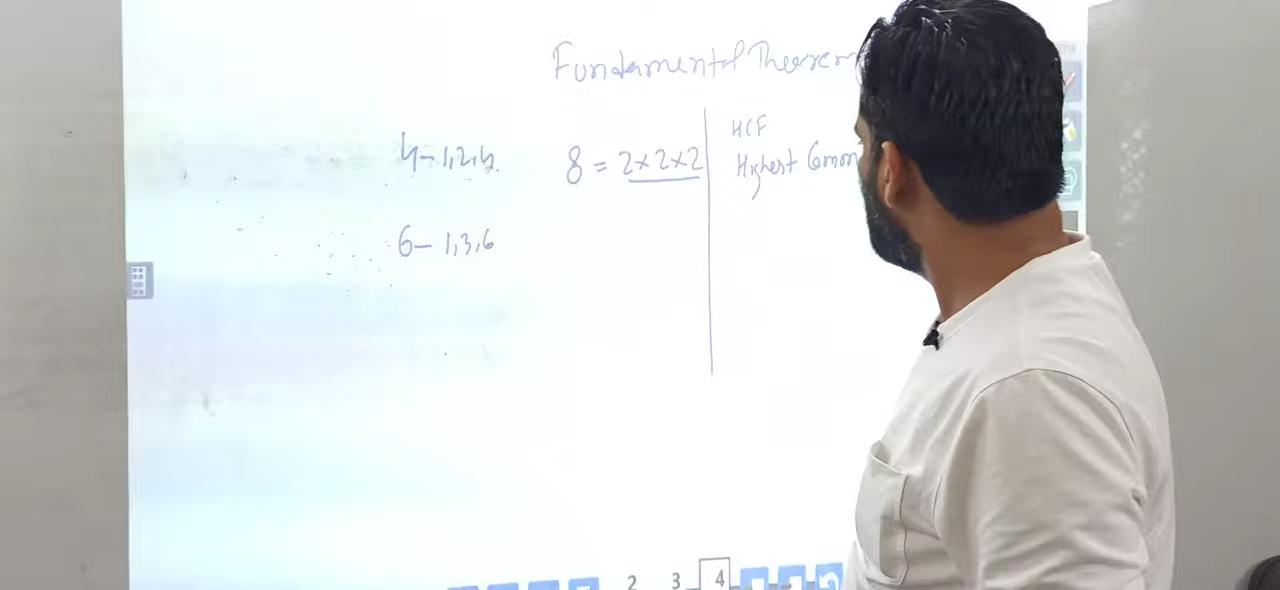 Fundamental Theorem
HCF
4- 1,2,4.
8 = 2×2×2
Highest Common
6- 1,3,6
2 3 4